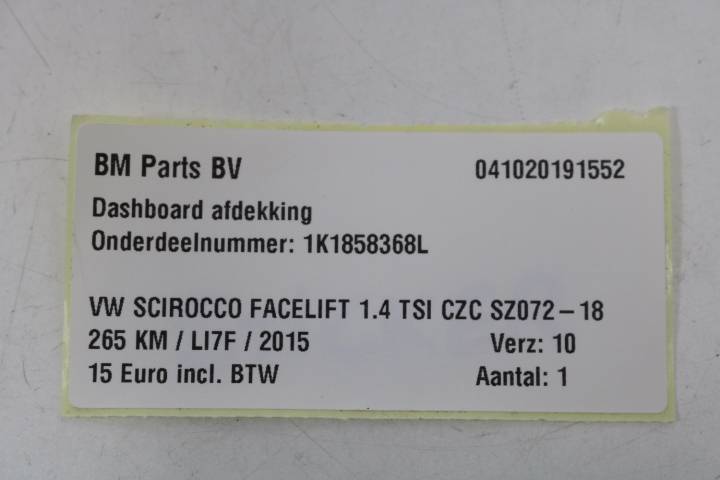 BM Parts BV 041020191552
Dashboard afdekking
Onderdeelnummer: 1K1858368L
VW SCIROCCO FACELIFT 1.4 TSI CZC SZ072-18
265 KM / LI7F / 2015 Verz: 10
15 Euro incl. BTW Aantal: 1